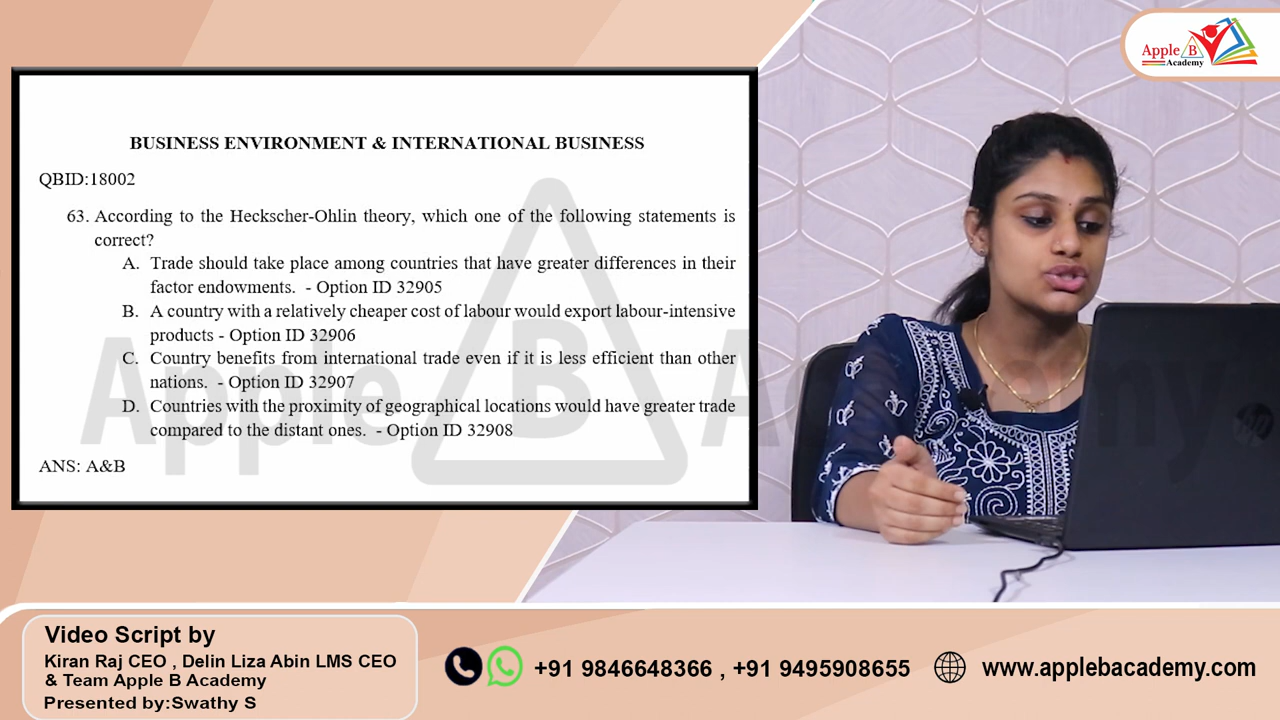 Apple B
Academy
BUSINESS ENVIRONMENT & INTERNATIONAL BUSINESS
QBID:18002
63. According to the Heckscher-Ohlin theory, which one of the following statements is
correct?
A. Trade should take place among countries that have greater differences in their
factor endowments. - Option ID 32905
B. A country with a relatively cheaper cost of labour would export labour-intensive
products - Option ID 32906
C. Country benefits from international trade even if it is less efficient than other
nations. - Option ID 32907
D. Countries with the proximity of geographical locations would have greater trade
compared to the distant ones. - Option ID 32908
ANS: A&B
Apple B Academy
Video Script by
Kiran Raj CEO , Delin Liza Abin LMS CEO
& Team Apple B Academy
Presented by:Swathy S
+91 9846648366 , +91 9495908655
www.applebacademy.com